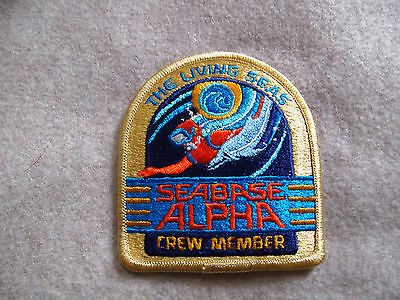 THE LIVING SEAS
SEABASE
ALPHA
CREW MEMBER